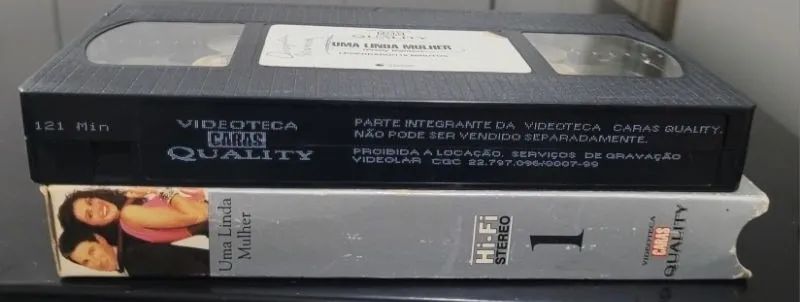 QUALITY
UMA LINDA MULHER
121 Min
VIDEOTECA
CARAS
QUALITY
PARTE INTEGRANTE DA VIDEOTECA CARAS QUALITY.
NÃO PODE SER VENDIDO SEPARADAMENTE.
PROIBIDA A LOCAÇÃO, SERVIÇOS DE GRAVAÇÃO
VIDEOLAR CGC 22.797.096/0007-99
Uma Linda
Mulher
Hi-Fi
STEREO
1
VIDEOTECA
CARAS
QUALITY